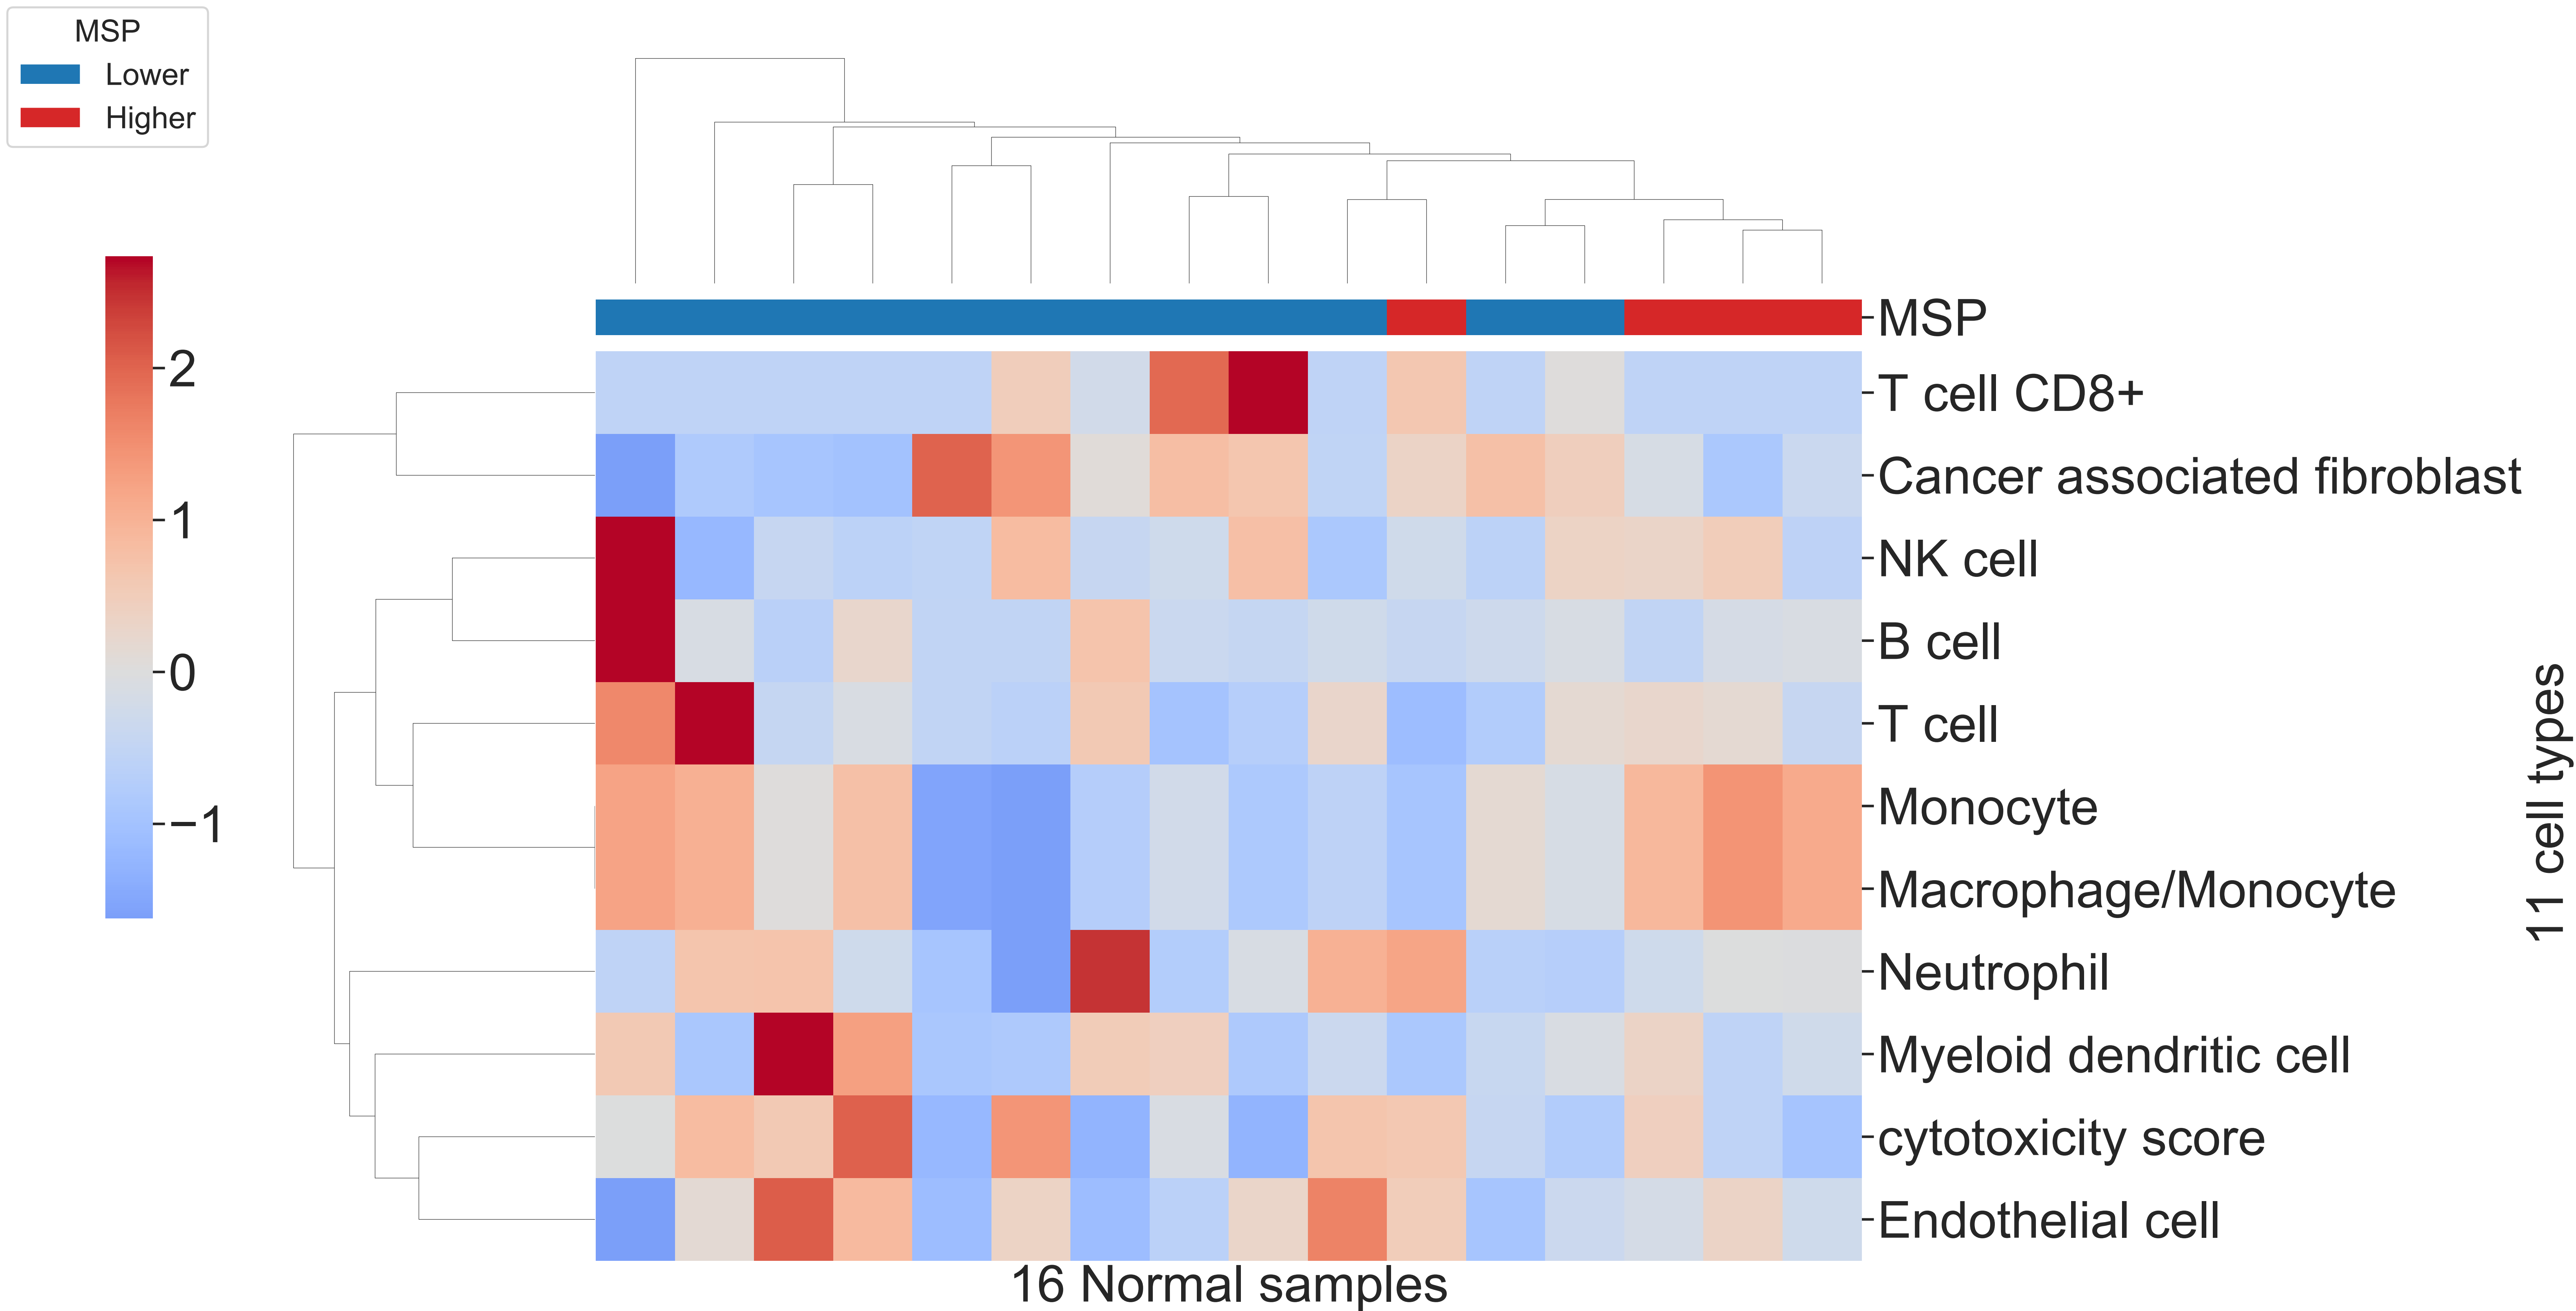 MSP
Lower
Higher
2
1
0
−1
MSP
T cell CD8+
Cancer associated fibroblast
NK cell
B cell
T cell
Monocyte
Macrophage/Monocyte
Neutrophil
Myeloid dendritic cell
cytotoxicity score
Endothelial cell
11 cell types
16 Normal samples